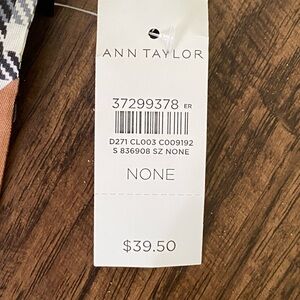 ANN TAYLOR
37299378 ER
D271 CL003 C009192
S 836908 SZ NONE
NONE
$39.50